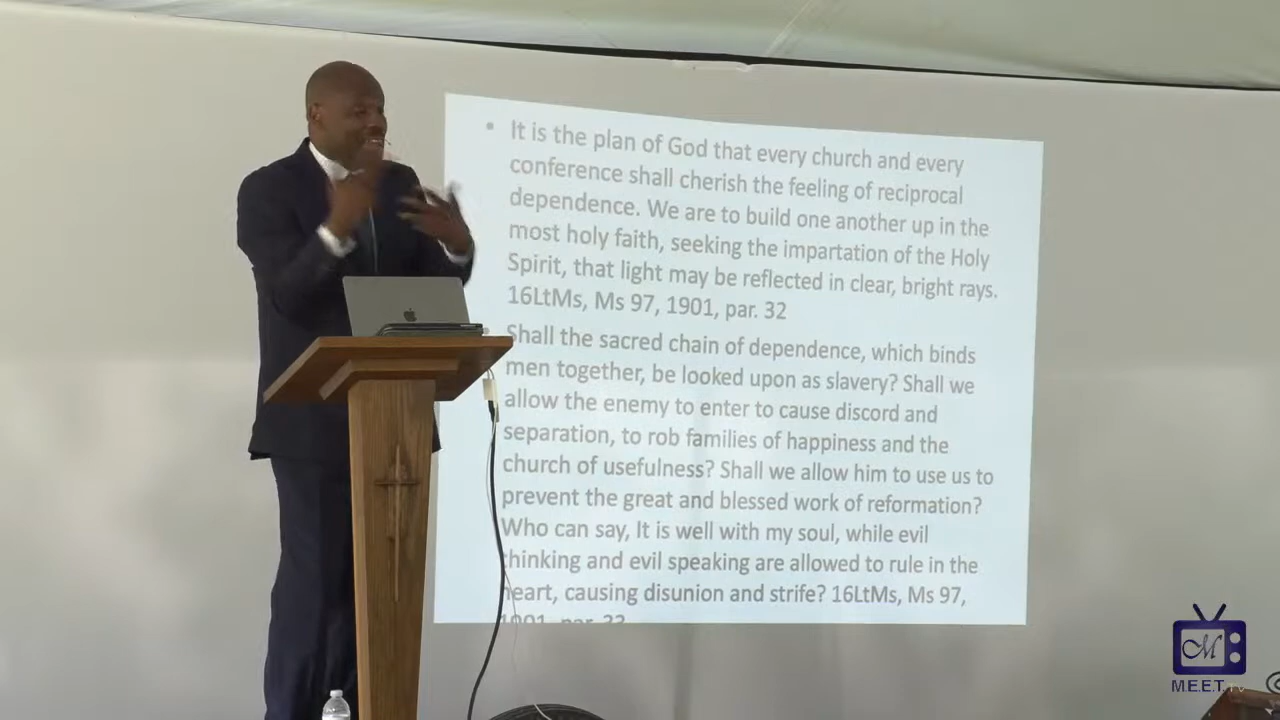 • It is the plan of God that every church and every
conference shall cherish the feeling of reciprocal
dependence. We are to build one another up in the
most holy faith, seeking the impartation of the Holy
Spirit, that light may be reflected in clear, bright rays.
16LtMs, Ms 97, 1901, par. 32
Shall the sacred chain of dependence, which binds
men together, be looked upon as slavery? Shall we
allow the enemy to enter to cause discord and
separation, to rob families of happiness and the
church of usefulness? Shall we allow him to use us to
prevent the great and blessed work of reformation?
Who can say, It is well with my soul, while evil
thinking and evil speaking are allowed to rule in the
heart, causing disunion and strife? 16LtMs, Ms 97,
1901, par. 33
M
M.E.E.T. TV